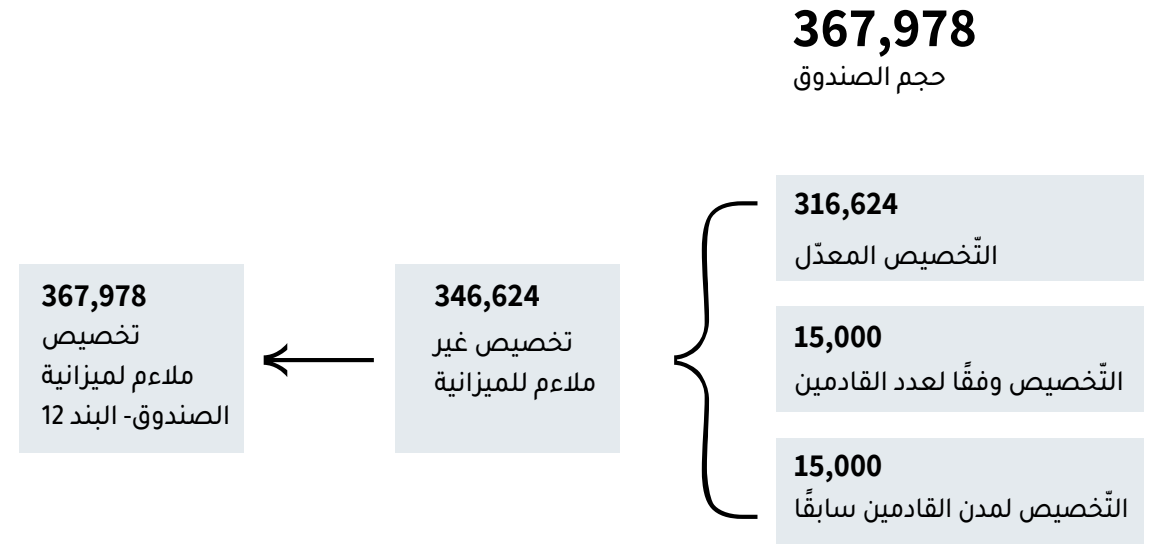 367,978
حجم الصندوق
316,624
التّخصيص المعدّل
15,000
التّخصيص وفقًا لعدد القادمين
15,000
التّخصيص لمدن القادمين سابقًا
346,624
تخصيص غير
ملاءم للميزانية
367,978
تخصيص
ملاءم لميزانية
الصندوق- البند 12